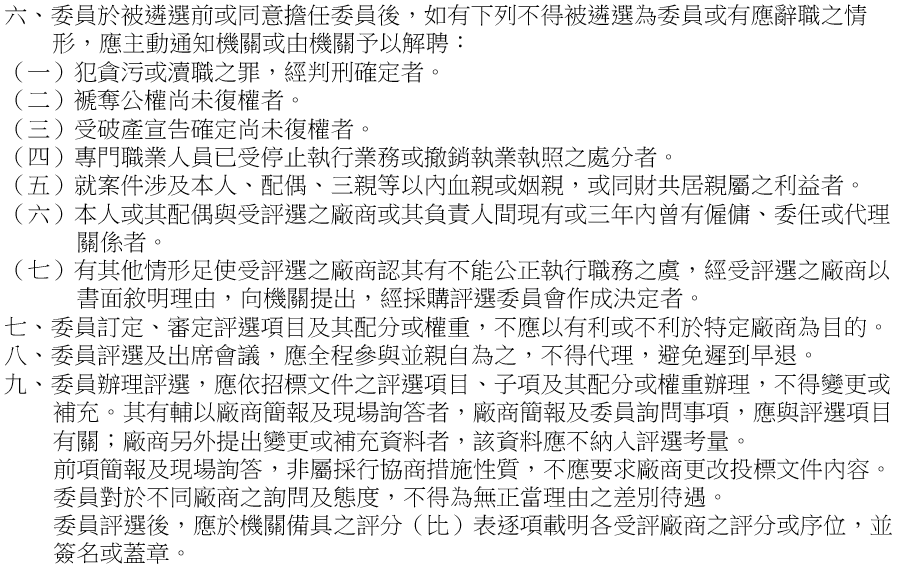 六、委員於被遴選前或同意擔任委員後，如有下列不得被遴選為委員或有應辭職之情
形，應主動通知機關或由機關予以解聘：
（一）犯貪污或瀆職之罪，經判刑確定者。
（二）褫奪公權尚未復權者。
（三）受破產宣告確定尚未復權者。
（四）專門職業人員已受停止執行業務或撤銷執業執照之處分者。
（五）就案件涉及本人、配偶、三親等以內血親或姻親，或同財共居親屬之利益者。
（六）本人或其配偶與受評選之廠商或其負責人間現有或三年內曾有僱傭、委任或代理
關係者。
（七）有其他情形足使受評選之廠商認其有不能公正執行職務之虞，經受評選之廠商以
書面敘明理由，向機關提出，經採購評選委員會作成決定者。
七、委員訂定、審定評選項目及其配分或權重，不應以有利或不利於特定廠商為目的。
八、委員評選及出席會議，應全程參與並親自為之，不得代理，避免遲到早退。
九、委員辦理評選，應依招標文件之評選項目、子項及其配分或權重辦理，不得變更或
補充。其有輔以廠商簡報及現場詢答者，廠商簡報及委員詢問事項，應與評選項目
有關；廠商另外提出變更或補充資料者，該資料應不納入評選考量。
前項簡報及現場詢答，非屬採行協商措施性質，不應要求廠商更改投標文件內容。
委員對於不同廠商之詢問及態度，不得為無正當理由之差別待遇。
委員評選後，應於機關備具之評分（比）表逐項載明各受評廠商之評分或序位，並
簽名或蓋章。